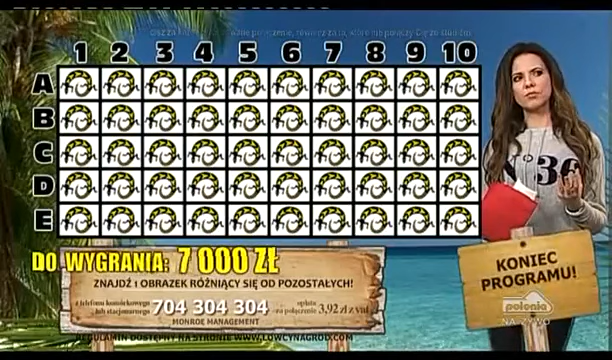 1 2 3 4 5 6 7 8 9 10
A
B
C
D
E
N°36
DO WYGRANIA: 7 000 ZŁ
ZNAJDŹ 1 OBRAZEK RÓŻNIĄCY SIĘ OD POZOSTAŁYCH!
z telefonu komórkowego
lub stacjonarnego
704 304 304
opłata
za połączenie 3,92 zł z vat
MONROE MANAGEMENT
REGULAMIN DOSTĘPNY NA STRONIE WWW.LOWCYNAGROD.COM
KONIEC
PROGRAMU!
polonia
NA ŻYWO